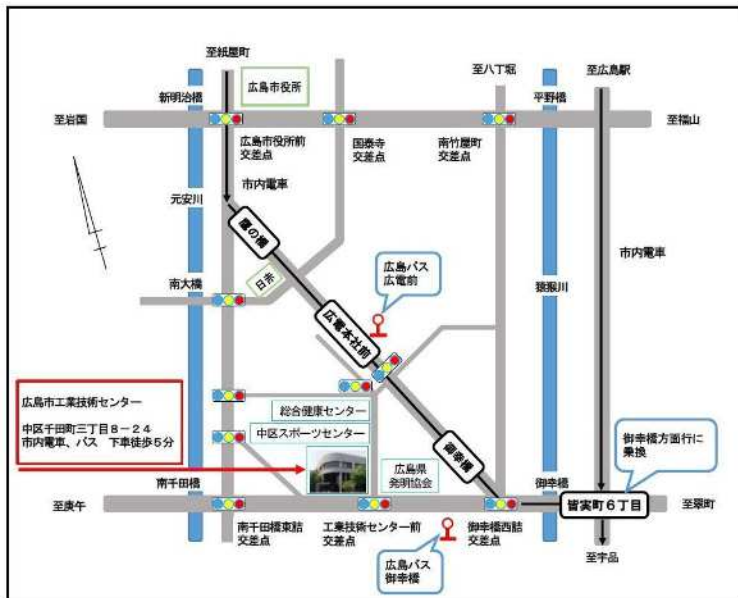 至紙屋町
広島市役所
至八丁堀
至広島駅
新明治橋
平野橋
至岩国
至福山
広島市役所前
交差点
国泰寺
交差点
南竹屋町
交差点
市内電車
元安川
鷹の橋
広島バス
広電前
市内電車
南大橋
日赤
猿猴川
広電本社前
広島市工業技術センター
中区千田町三丁目8-24
市内電車、バス 下車徒歩5分
総合健康センター
中区スポーツセンター
御幸橋
御幸橋方面行に
乗換
広島県
発明協会
南千田橋
御幸橋
至庚午
皆実町6丁目
至翠町
南千田橋東詰
交差点
工業技術センター前
交差点
御幸橋西詰
交差点
広島バス
御幸橋
至宇品